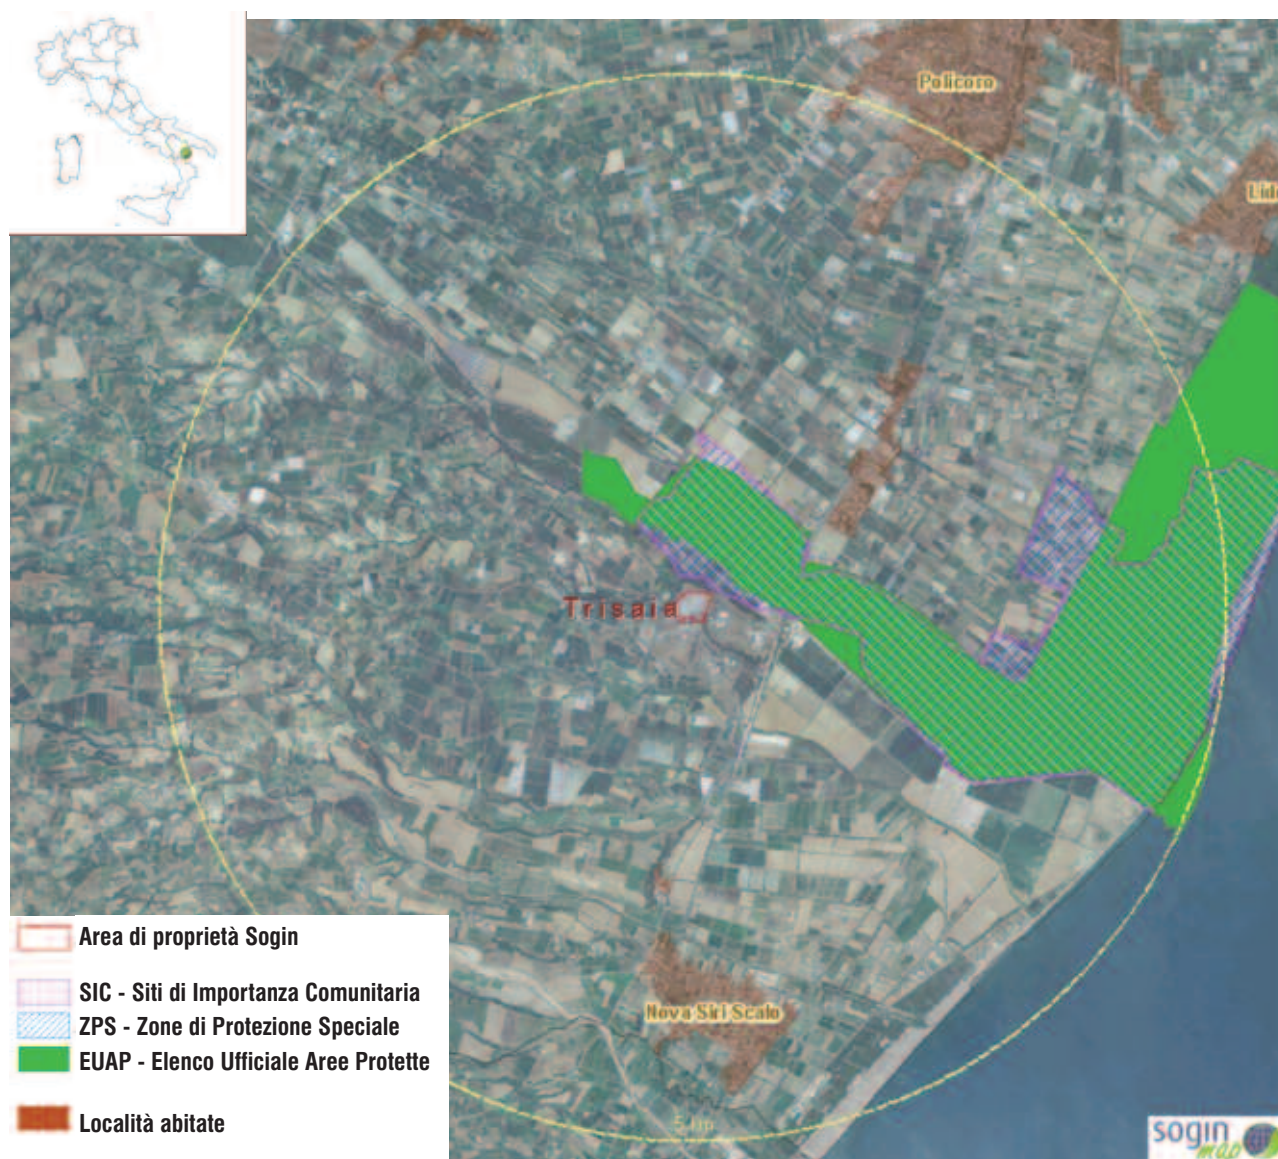 Policoro
Trisaia
Nova Siri Scalo
Area di proprietà Sogin
SIC - Siti di Importanza Comunitaria
ZPS - Zone di Protezione Speciale
EUAP - Elenco Ufficiale Aree Protette
Località abitate
sogin
map